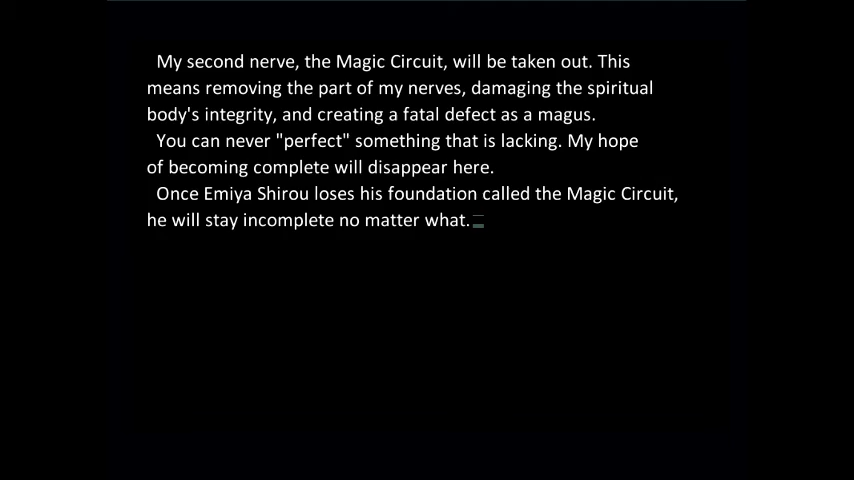 My second nerve, the Magic Circuit, will be taken out. This
means removing the part of my nerves, damaging the spiritual
body's integrity, and creating a fatal defect as a magus.
You can never "perfect" something that is lacking. My hope
of becoming complete will disappear here.
Once Emiya Shirou loses his foundation called the Magic Circuit,
he will stay incomplete no matter what.